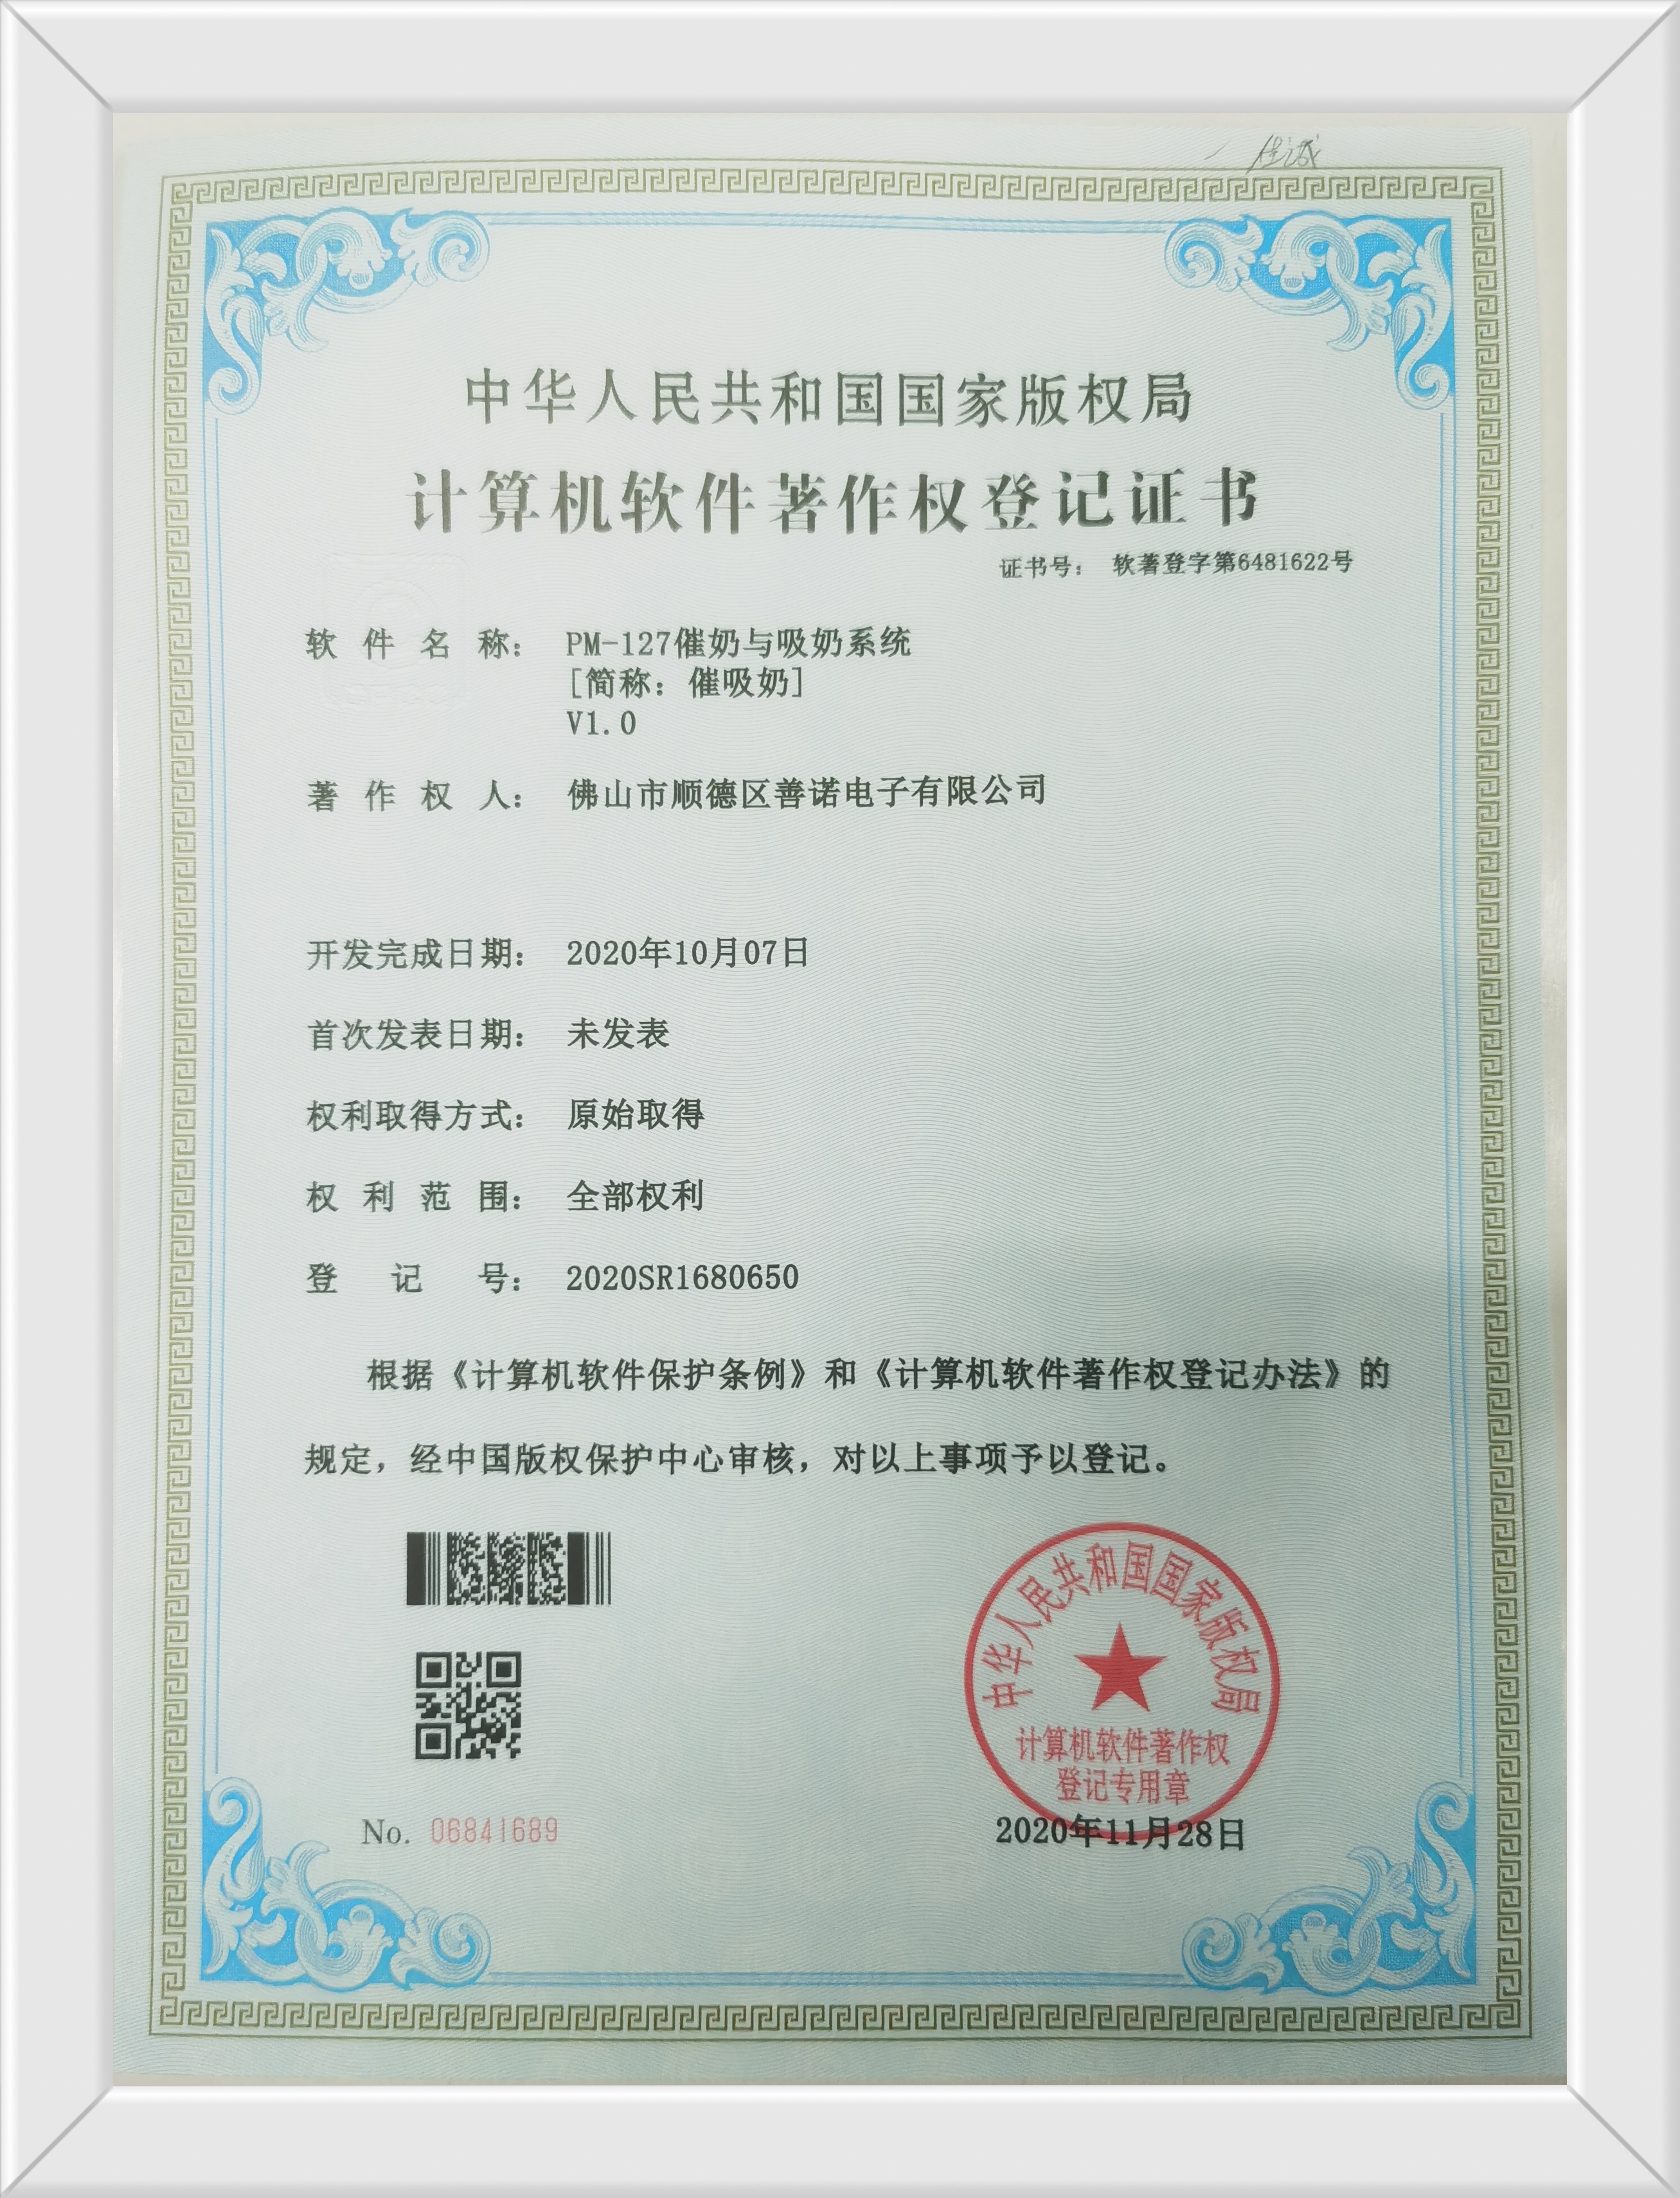 中华人民共和国国家版权局
计算机软件著作权登记证书
证书号： 软著登字第6481622号
软件名称： PM-127催奶与吸奶系统
[简称：催吸奶]
V1.0
著作权人： 佛山市顺德区善诺电子有限公司
开发完成日期： 2020年10月07日
首次发表日期： 未发表
权利取得方式： 原始取得
权利范围： 全部权利
登记号： 2020SR1680650
根据《计算机软件保护条例》和《计算机软件著作权登记办法》的
规定，经中国版权保护中心审核，对以上事项予以登记。
中华人民共和国国家版权局
计算机软件著作权
登记专用章
No. 06841689
2020年11月28日